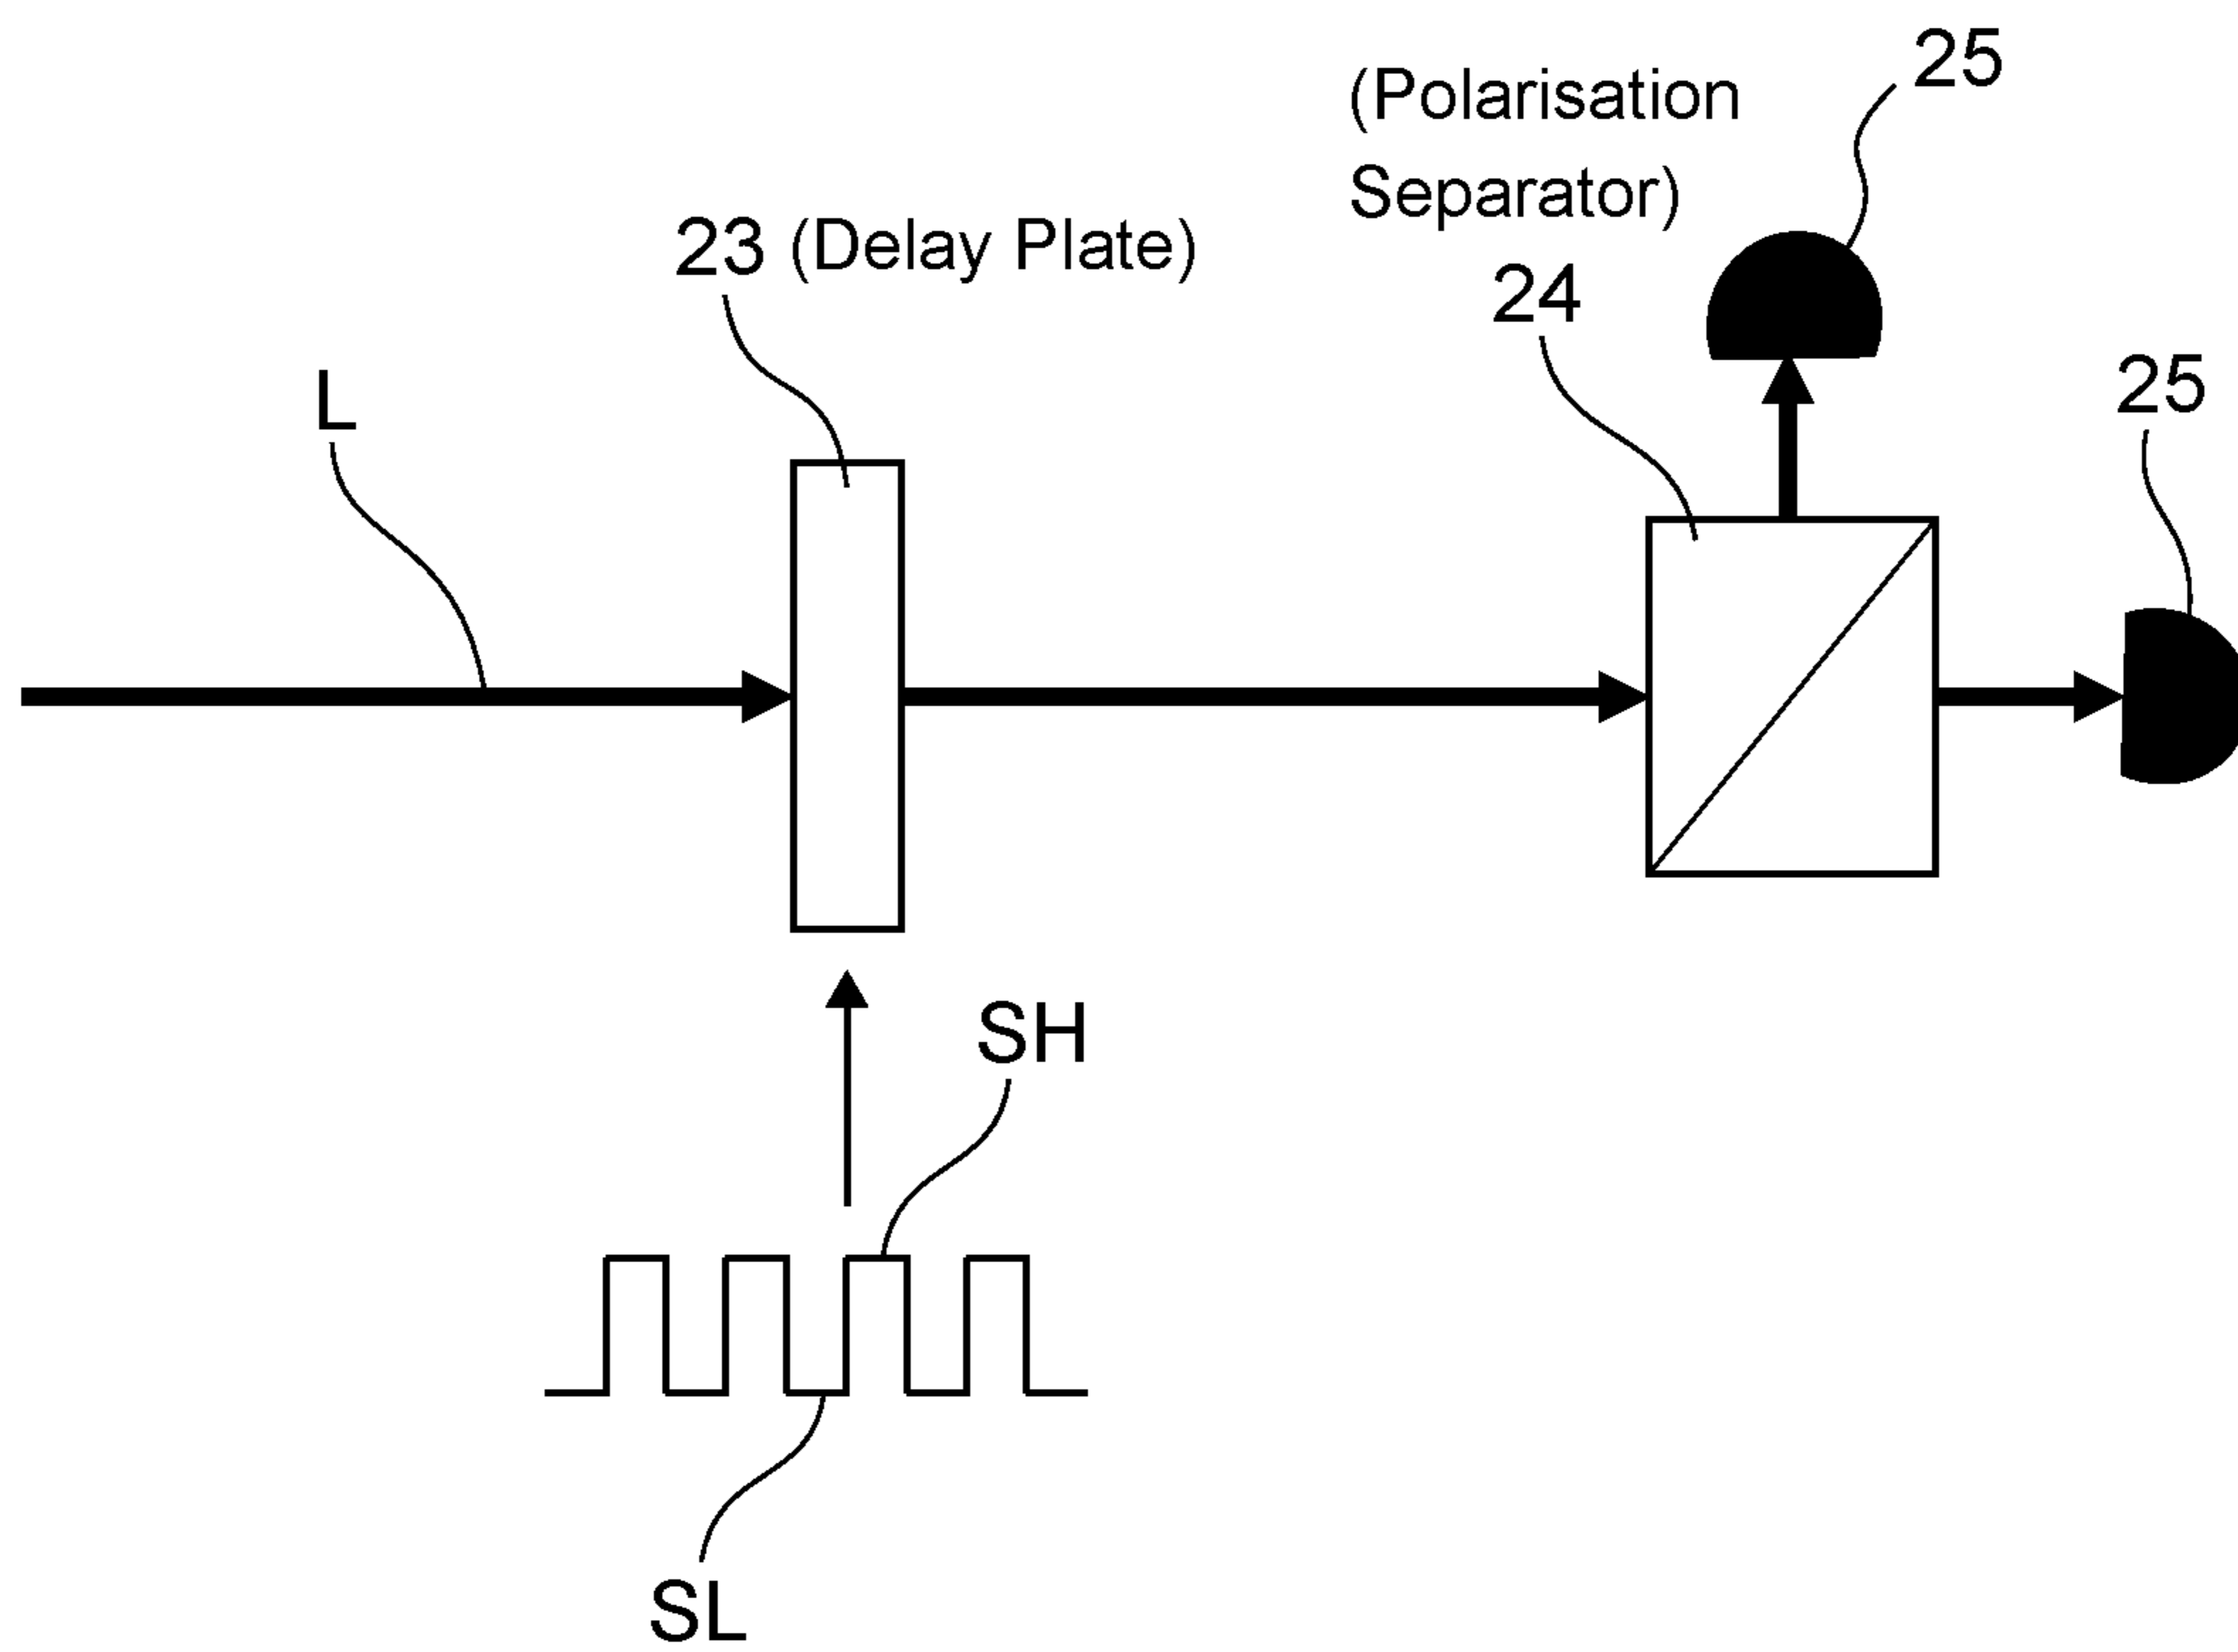 25
(Polarisation
Separator)
23 (Delay Plate)
24
L
25
SH
SL